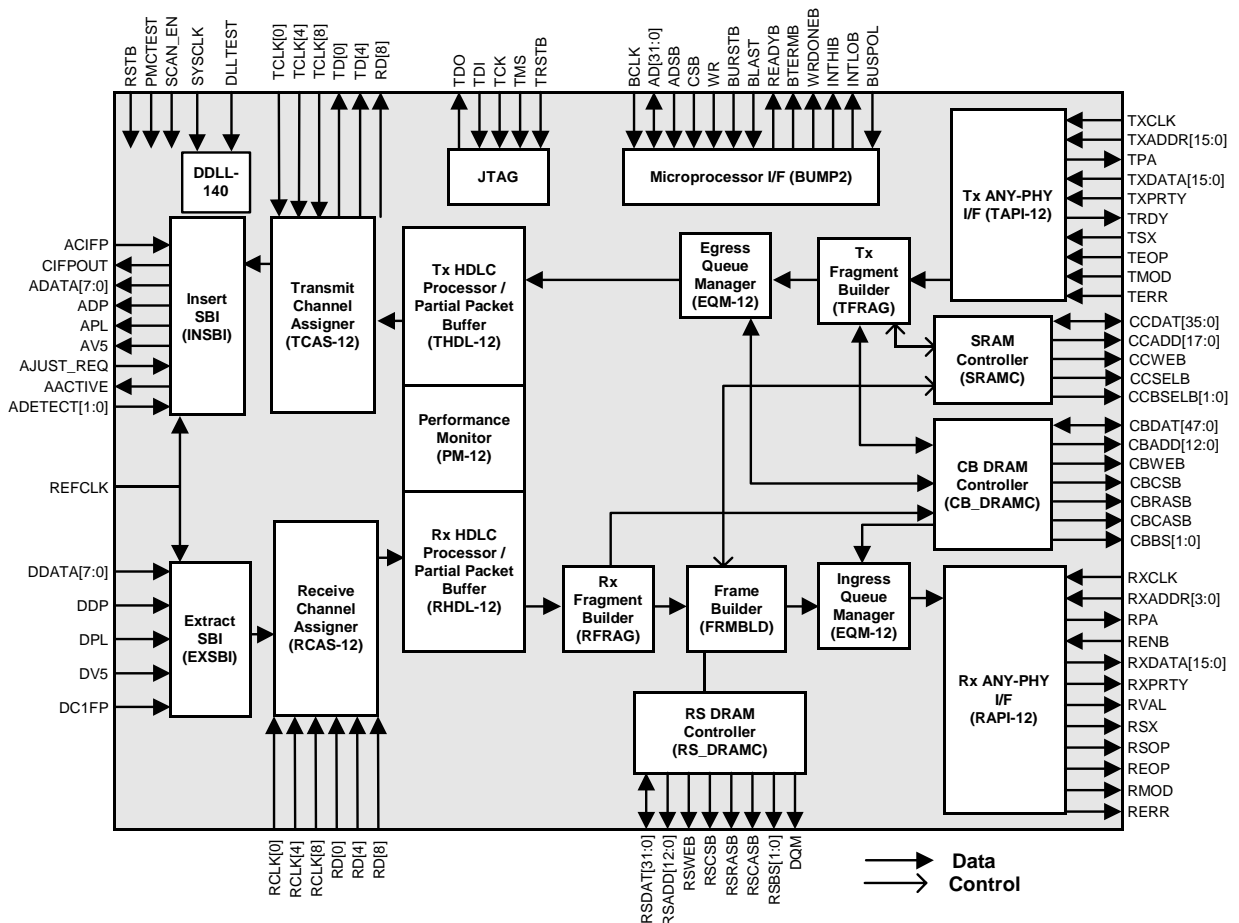 RSTB
PMCTEST
SCAN_EN
SYSCLK
DLLTEST
TCLK[0]
TCLK[4]
TCLK[8]
TD[0]
TD[4]
RD[8]
TDO
TDI
TCK
TMS
TRSTB
BCLK
AD[31:0]
ADSB
CSB
WR
BURSTB
BLAST
READYB
BTERMB
WRDONEB
INTHIB
INTLOB
BUSPOL
DDLL-
140
JTAG
Microprocessor I/F (BUMP2)
Tx ANY-PHY
I/F (TAPI-12)
TXCLK
TXADDR[15:0]
TPA
TXDATA[15:0]
TXPRTY
TRDY
TSX
TEOP
TMOD
TERR
ACIFP
CIFPOUT
ADATA[7:0]
ADP
APL
AV5
AJUST_REQ
AACTIVE
ADETECT[1:0]
Insert
SBI
(INSBI)
Transmit
Channel
Assigner
(TCAS-12)
Tx HDLC
Processor /
Partial Packet
Buffer
(THDL-12)
Egress
Queue
Manager
(EQM-12)
Tx
Fragment
Builder
(TFRAG)
SRAM
Controller
(SRAMC)
CCDAT[35:0]
CCADD[17:0]
CCWEB
CCSELB
CCBSELB[1:0]
Performance
Monitor
(PM-12)
CB DRAM
Controller
(CB_DRAMC)
CBDAT[47:0]
CBADD[12:0]
CBWEB
CBCSB
CBRASB
CBCASB
CBBS[1:0]
REFCLK
DDATA[7:0]
DDP
DPL
DV5
DC1FP
Extract
SBI
(EXSBI)
Receive
Channel
Assigner
(RCAS-12)
Rx HDLC
Processor /
Partial Packet
Buffer
(RHDL-12)
Rx
Fragment
Builder
(RFRAG)
Frame
Builder
(FRMBLD)
Ingress
Queue
Manager
(EQM-12)
Rx ANY-PHY
I/F
(RAPI-12)
RXCLK
RXADDR[3:0]
RPA
RENB
RXDATA[15:0]
RXPRTY
RVAL
RSX
RSOP
REOP
RMOD
RERR
RS DRAM
Controller
(RS_DRAMC)
RCLK[0]
RCLK[4]
RCLK[8]
RD[0]
RD[4]
RD[8]
RSDAT[31:0]
RSADD[12:0]
RSWEB
RSCSB
RSRASB
RSCASB
RSBS[1:0]
DQM
Data
Control